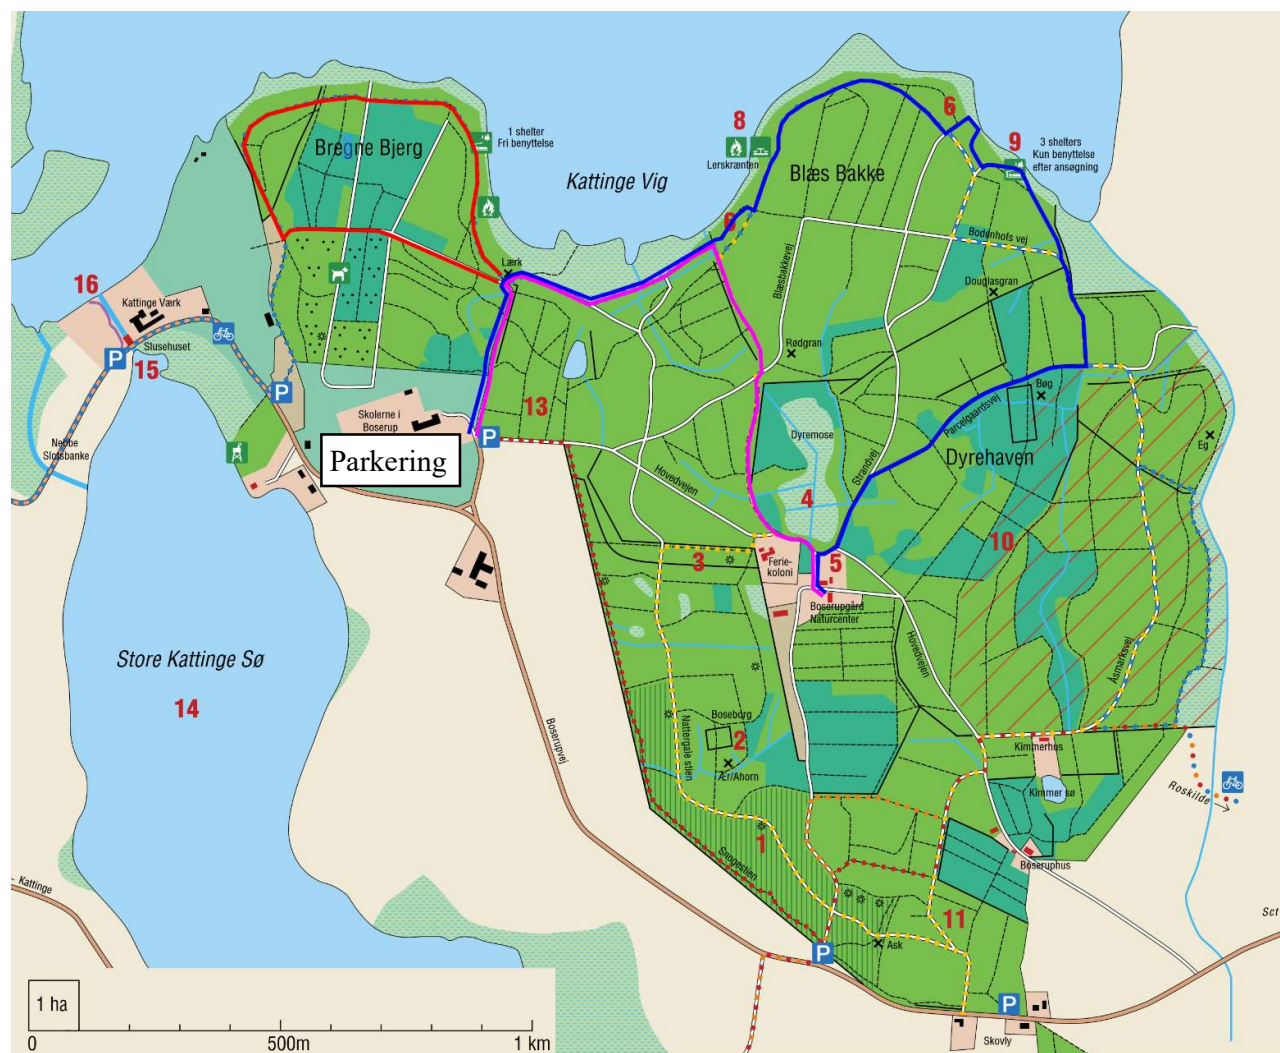 6
8
9
1 shelter
Fri benyttelse
3 shelters
Kun benyttelse
efter ansøgning
Bregne Bjerg
Lerskrænten
Blæs Bakke
Kattinge Vig
6
Bodenhofs vej
Lærk
Blæsbakkevej
Douglasgran
16
Kattinge Værk
Slusehuset
P
15
P
Rødgran
Skolerne i
Boserup
13
Bøg
Parcelgaardsvej
Nebbe
Slotsbanke
P
Dyremose
Eg
Parkering
Dyrehaven
Hovedvejen
Strandvej
4
10
3
Ferie-
koloni
5
Boserupgård
Naturcenter
Store Kattinge Sø
14
Hovedvejen
Åsmarksvej
Boserupvej
Nattergale stien
Boseborg
2
Ær/Ahorn
Kimmerhus
Kimmer sø
Roskilde
1
Snogestien
Boseruphus
Kattinge
11
Sct
Ask
P
P
1 ha
Skovly
0
500m
1 km